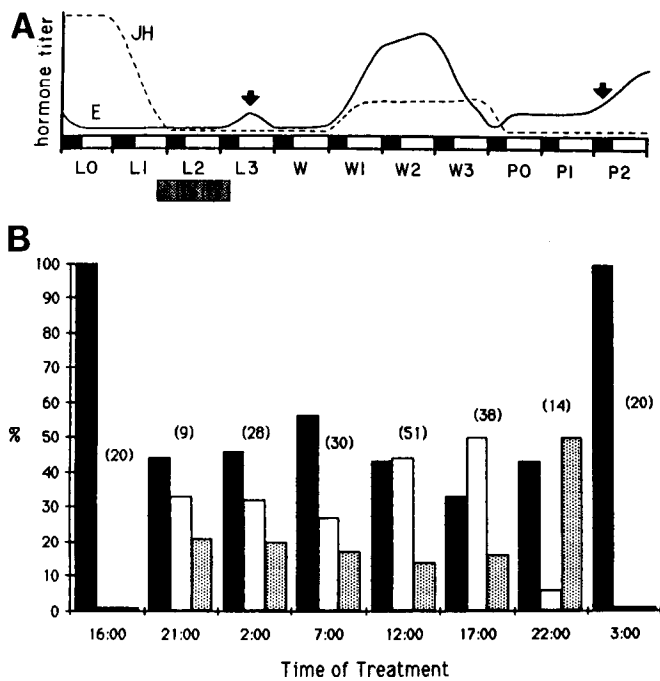 A
hormone titer
JH
E
L0 L1 L2 L3 W W1 W2 W3 P0 P1 P2
B
100
90
80
70
60
50
40
30
20
10
0
%
(20) (9) (28) (30) (51) (38) (14) (20)
16:00 21:00 2:00 7:00 12:00 17:00 22:00 3:00
Time of Treatment